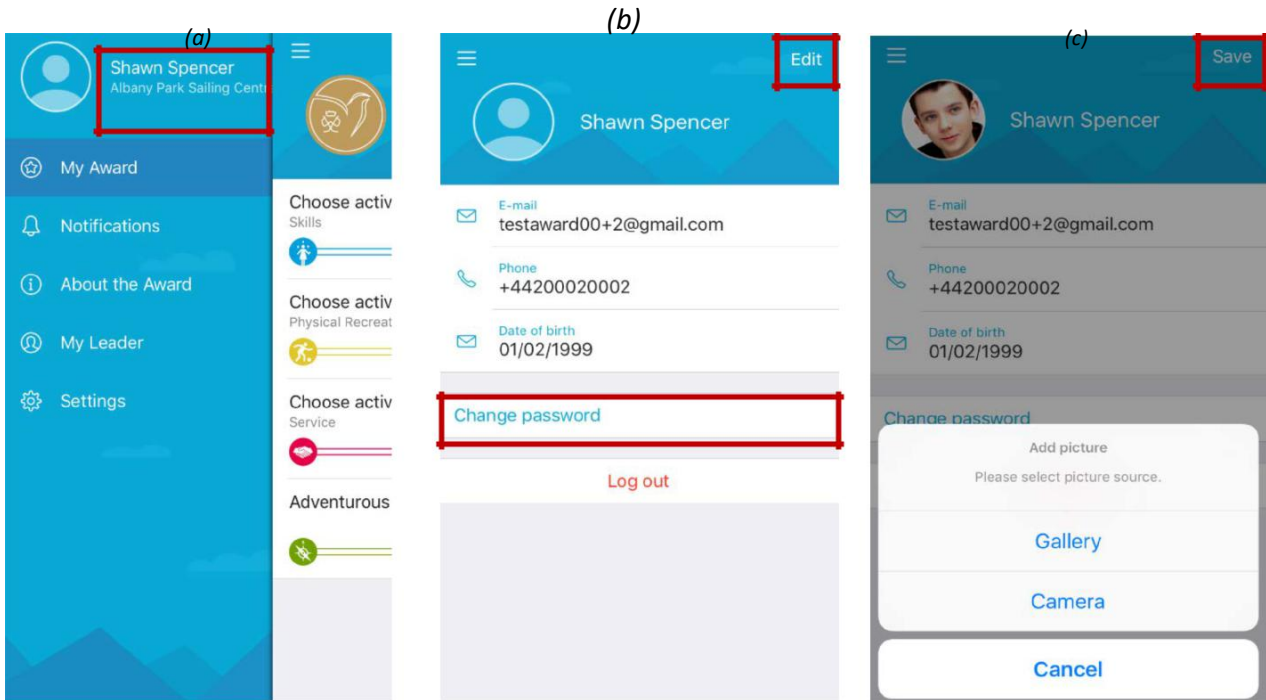 (a)
Shawn Spencer
Albany Park Sailing Cent
My Award
Notifications
About the Award
My Leader
Settings
Choose activ
Skills
Choose activ
Physical Recreat
Choose activ
Service
Adventurous
(b)
Edit
Shawn Spencer
E-mail
testaward00+2@gmail.com
Phone
+44200020002
Date of birth
01/02/1999
Change password
Log out
(c)
Save
Shawn Spencer
E-mail
testaward00+2@gmail.com
Phone
+44200020002
Date of birth
01/02/1999
Change password
Add picture
Please select picture source.
Gallery
Camera
Cancel